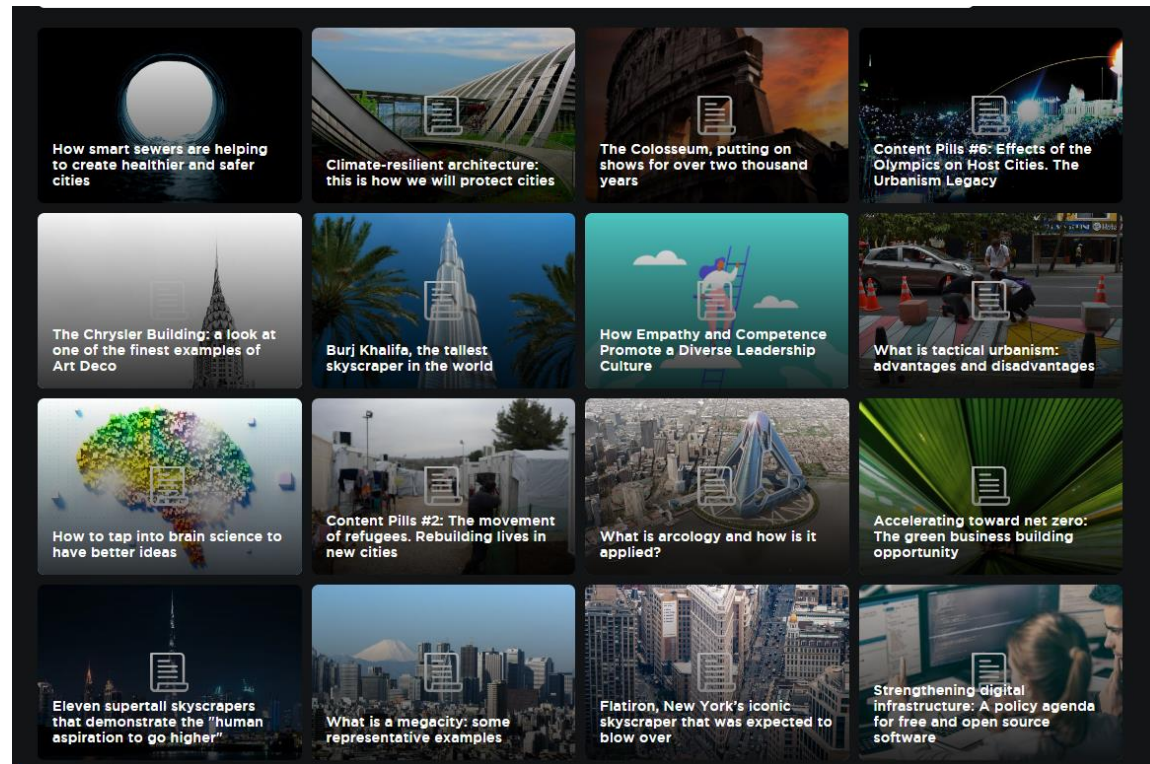 How smart sewers are helping
to create healthier and safer
cities
Climate-resilient architecture:
this is how we will protect cities
The Colosseum, putting on
shows for over two thousand
years
Content Pills #6: Effects of the
Olympics on Host Cities. The
Urbanism Legacy
The Chrysler Building: a look at
one of the finest examples of
Art Deco
Burj Khalifa, the tallest
skyscraper in the world
How Empathy and Competence
Promote a Diverse Leadership
Culture
What is tactical urbanism:
advantages and disadvantages
How to tap into brain science to
have better ideas
Content Pills #2: The movement
of refugees. Rebuilding lives in
new cities
What is arcology and how is it
applied?
Accelerating toward net zero:
The green business building
opportunity
Eleven supertall skyscrapers
that demonstrate the "human
aspiration to go higher"
What is a megacity: some
representative examples
Flatiron, New York's iconic
skyscraper that was expected to
blow over
Strengthening digital
infrastructure: A policy agenda
for free and open source
software